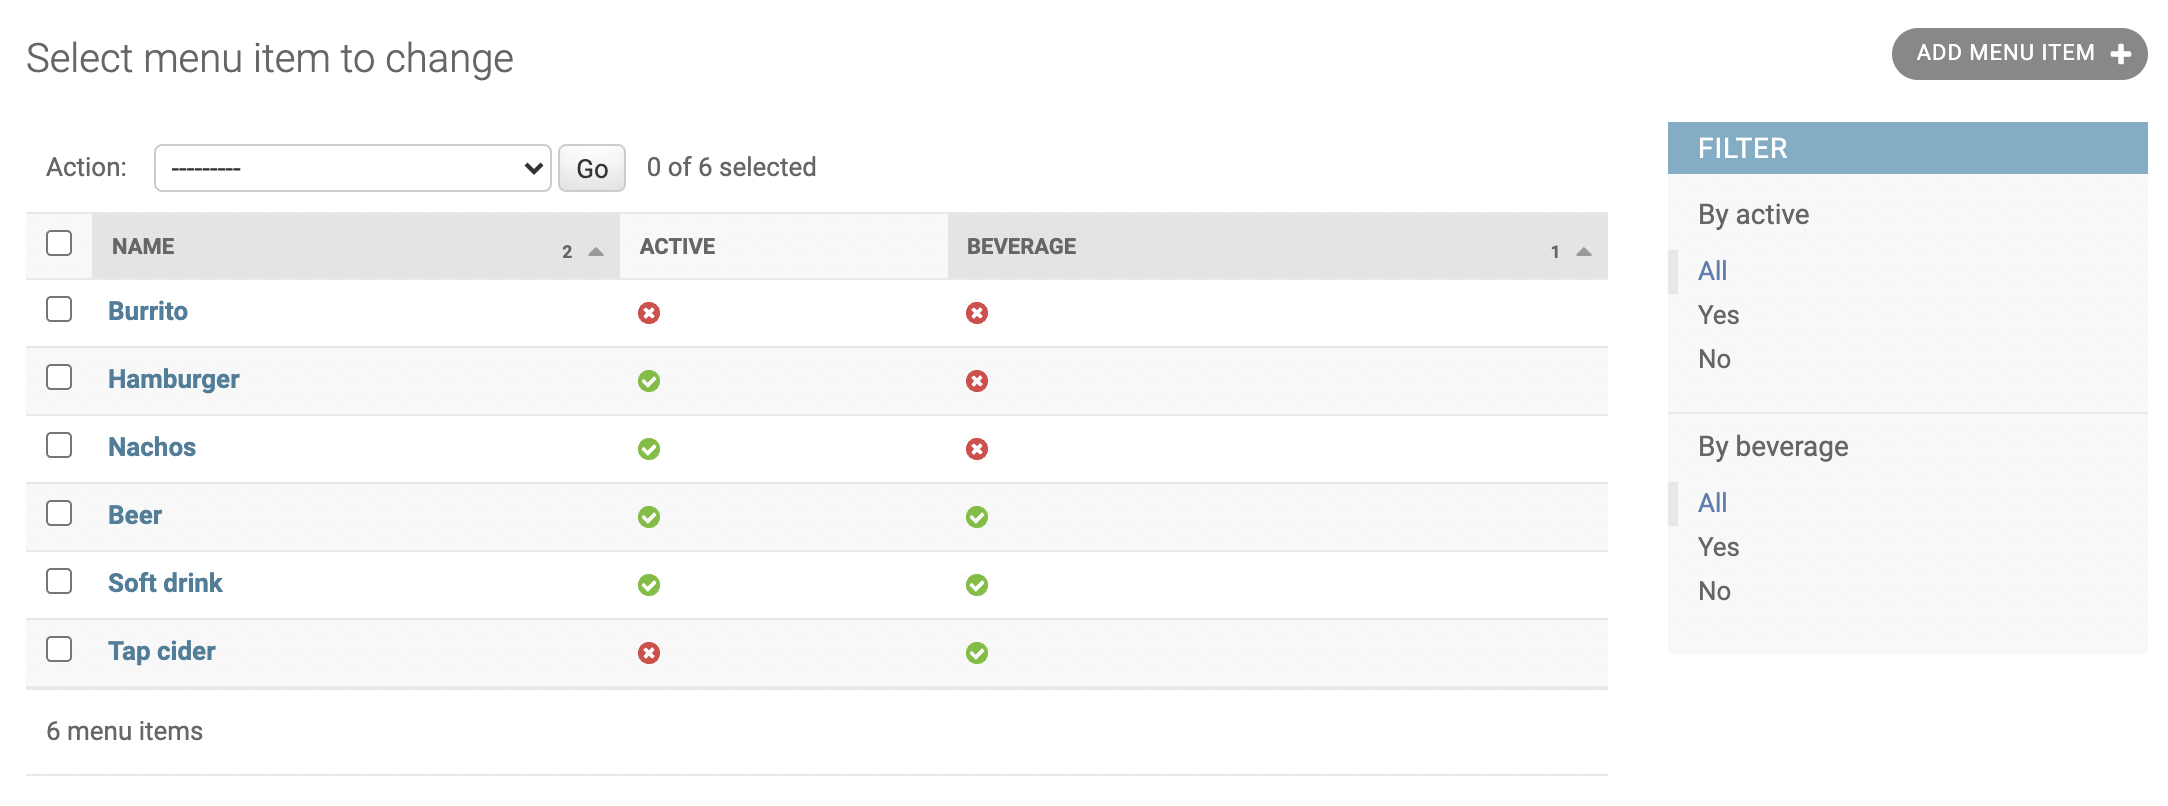 Select menu item to change
ADD MENU ITEM
Action: --------- Go 0 of 6 selected
NAME 2 ACTIVE BEVERAGE 1
Burrito
Hamburger
Nachos
Beer
Soft drink
Tap cider
6 menu items
FILTER
By active
All
Yes
No
By beverage
All
Yes
No